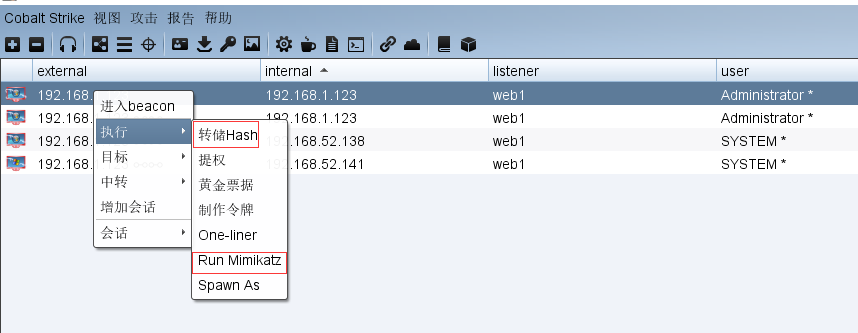 Cobalt Strike 视图 攻击 报告 帮助
external internal listener user
192.168. 192.168.1.123 web1 Administrator *
192.168. 192.168.1.123 web1 Administrator *
192.168. 192.168.52.138 web1 SYSTEM *
192.168. 192.168.52.141 web1 SYSTEM *
进入beacon
执行
目标
中转
增加会话
会话
转储Hash
提权
黄金票据
制作令牌
One-liner
Run Mimikatz
Spawn As